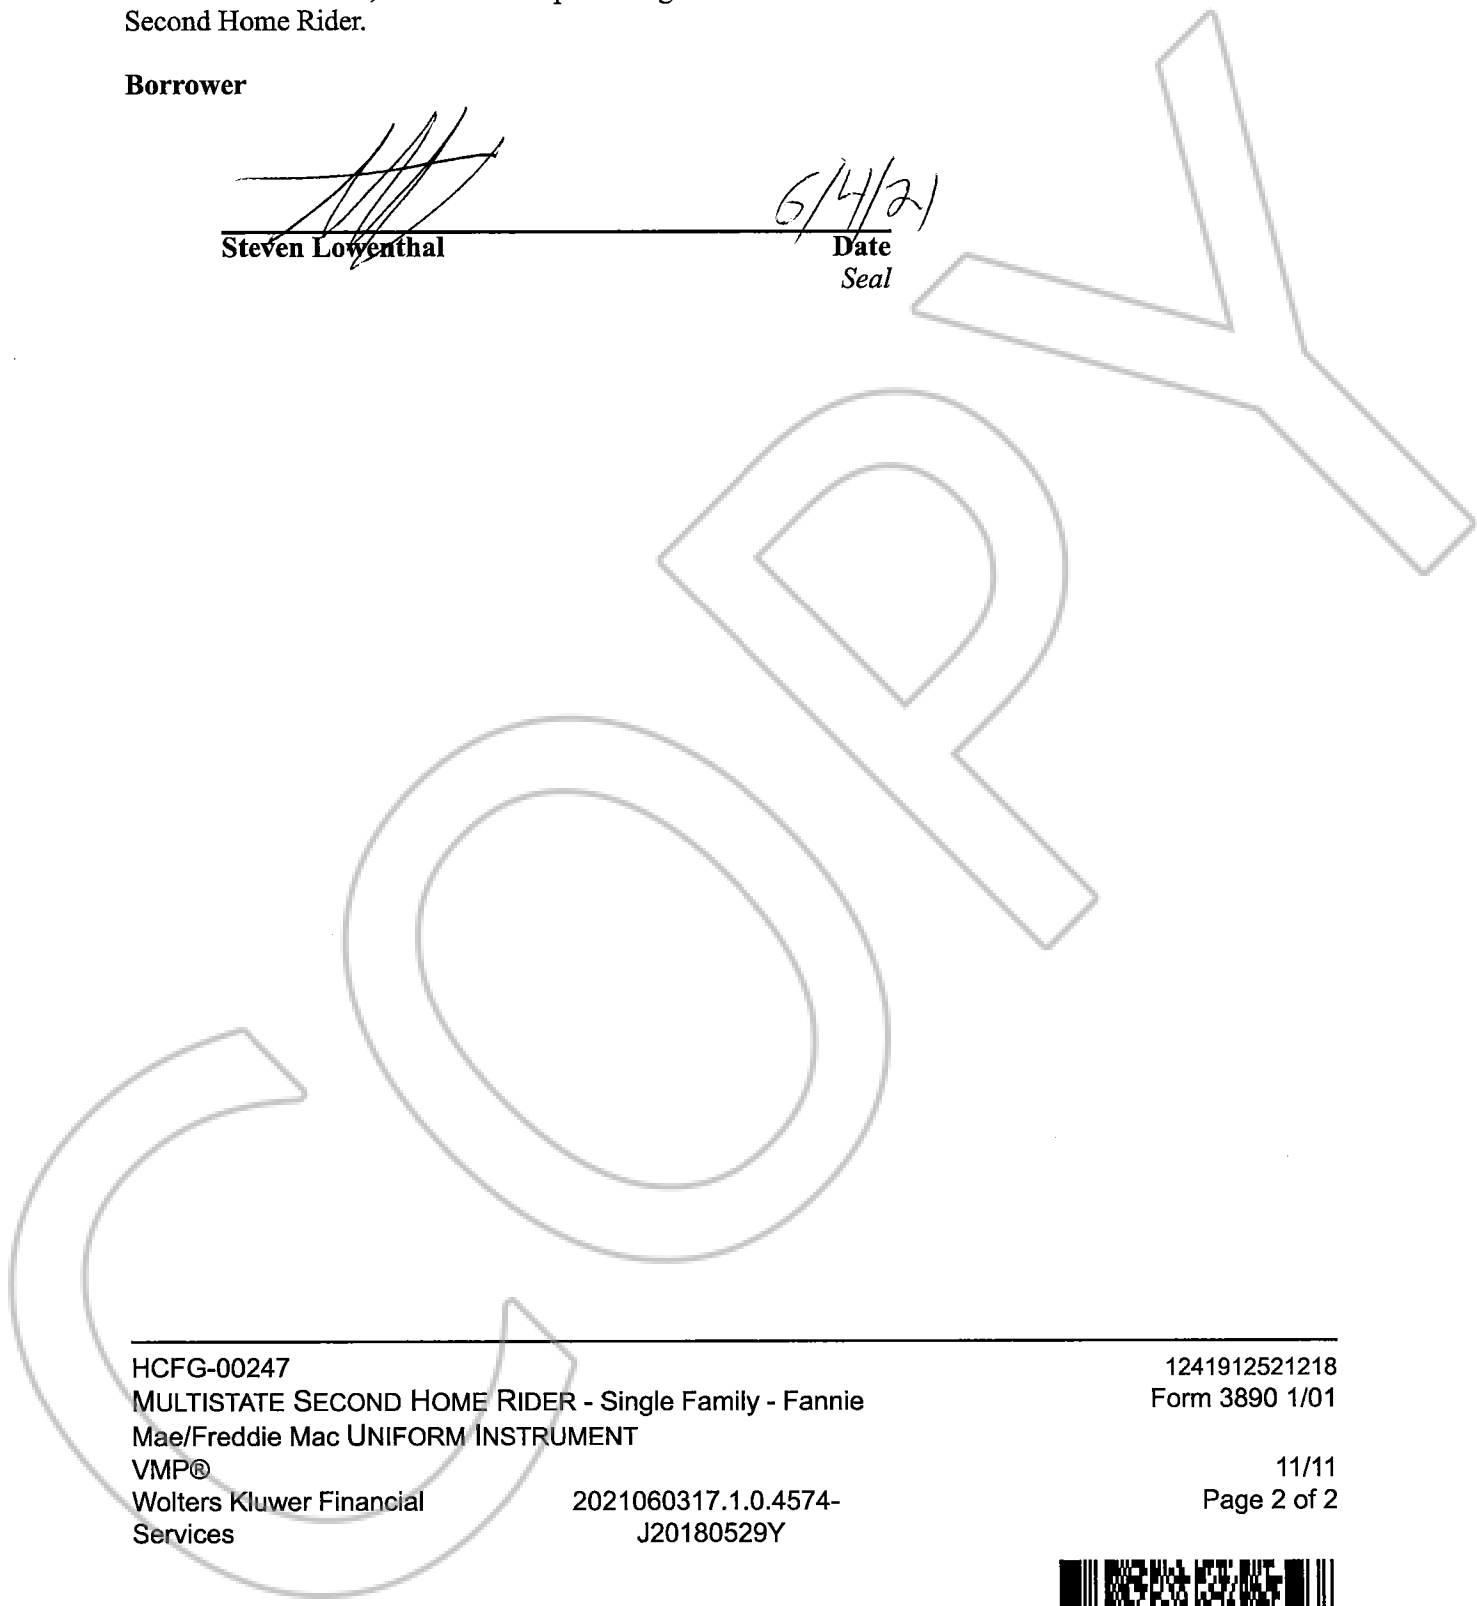 Second Home Rider.
Borrower
6/4/21
Steven Lowenthal Date
Seal
COPY
HCFG-00247 1241912521218
MULTISTATE SECOND HOME RIDER - Single Family - Fannie Form 3890 1/01
Mae/Freddie Mac UNIFORM INSTRUMENT
VMP® 11/11
Wolters Kluwer Financial 2021060317.1.0.4574- Page 2 of 2
Services J20180529Y